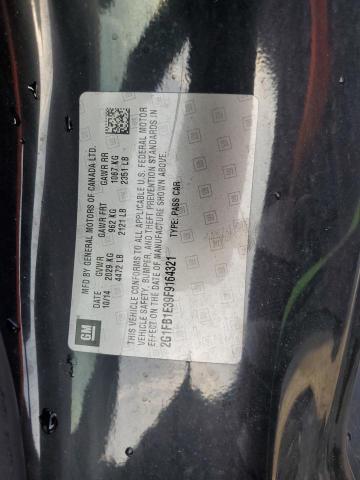 GM
MFD BY GENERAL MOTORS OF CANADA LTD.
DATE GVWR GAWR FRT GAWR RR
10/14 2029 KG 962 KG 1067 KG
4472 LB 2121 LB 2351 LB
THIS VEHICLE CONFORMS TO ALL APPLICABLE U.S. FEDERAL MOTOR
VEHICLE SAFETY, BUMPER, AND THEFT PREVENTION STANDARDS IN
EFFECT ON THE DATE OF MANUFACTURE SHOWN ABOVE.
2G1FB1E39F9164321 TYPE: PASS CAR